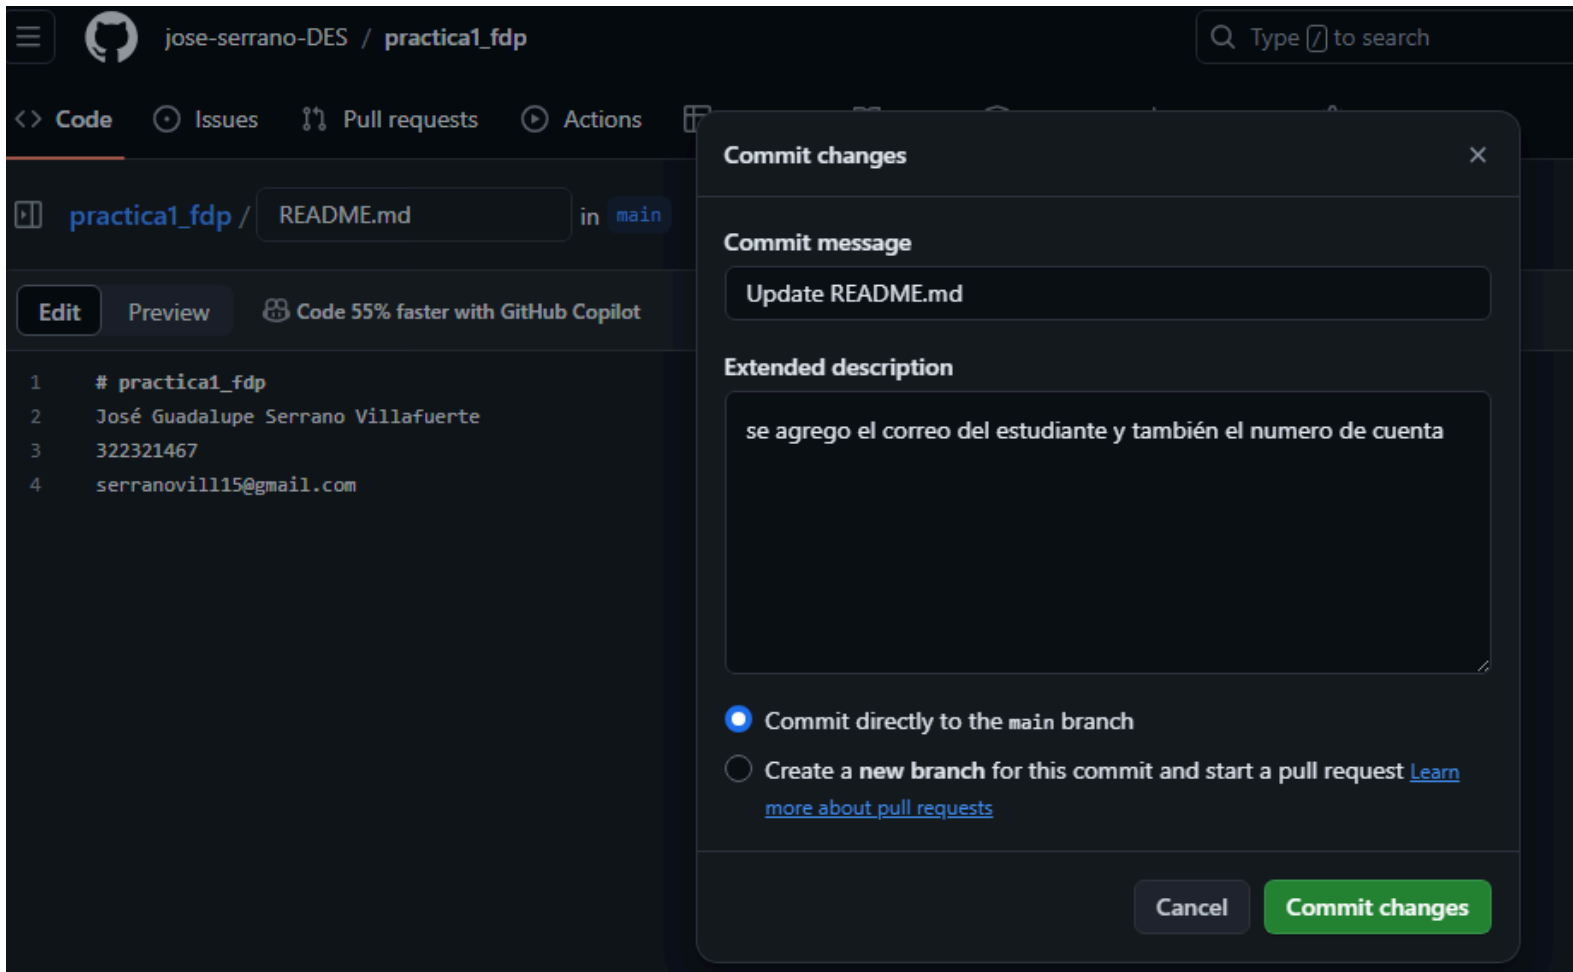 jose-serrano-DES / practica1_fdp
Type / to search
<> Code Issues Pull requests Actions
practica1_fdp / README.md in main
Edit Preview Code 55% faster with GitHub Copilot
1 # practica1_fdp
2 José Guadalupe Serrano Villafuerte
3 322321467
4 serranovill15@gmail.com
Commit changes
Commit message
Update README.md
Extended description
se agrego el correo del estudiante y también el numero de cuenta
Commit directly to the main branch
Create a new branch for this commit and start a pull request Learn
more about pull requests
Cancel Commit changes